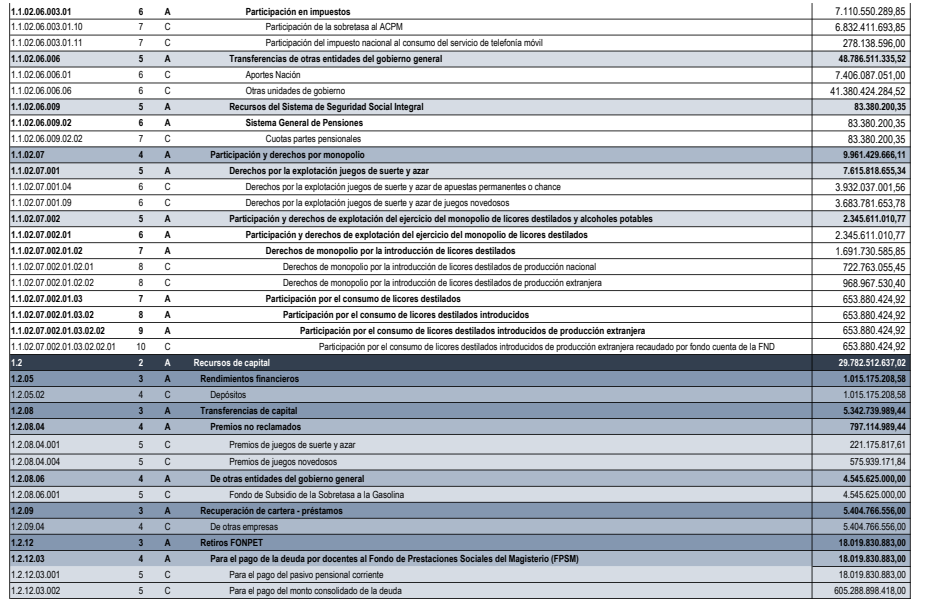 1.1.02.06.003.01 6 A Participación en impuestos 7.110.550.289,85
1.1.02.06.003.01.10 7 C Participación de la sobretasa al ACPM 6.832.411.693,85
1.1.02.06.003.01.11 7 C Participación del impuesto nacional al consumo del servicio de telefonía móvil 278.138.596,00
1.1.02.06.006 5 A Transferencias de otras entidades del gobierno general 48.786.511.335,52
1.1.02.06.006.01 6 C Aportes Nación 7.406.087.051,00
1.1.02.06.006.06 6 C Otras unidades de gobierno 41.380.424.284,52
1.1.02.06.009 5 A Recursos del Sistema de Seguridad Social Integral 83.380.200,35
1.1.02.06.009.02 6 A Sistema General de Pensiones 83.380.200,35
1.1.02.06.009.02.02 7 C Cuotas partes pensionales 83.380.200,35
1.1.02.07 4 A Participación y derechos por monopolio 9.961.429.666,11
1.1.02.07.001 5 A Derechos por la explotación juegos de suerte y azar 7.615.818.655,34
1.1.02.07.001.04 6 C Derechos por la explotación juegos de suerte y azar de apuestas permanentes o chance 3.932.037.001,56
1.1.02.07.001.09 6 C Derechos por la explotación juegos de suerte y azar de juegos novedosos 3.683.781.653,78
1.1.02.07.002 5 A Participación y derechos de explotación del ejercicio del monopolio de licores destilados y alcoholes potables 2.345.611.010,77
1.1.02.07.002.01 6 A Participación y derechos de explotación del ejercicio del monopolio de licores destilados 2.345.611.010,77
1.1.02.07.002.01.02 7 A Derechos de monopolio por la introducción de licores destilados 1.691.730.585,85
1.1.02.07.002.01.02.01 8 C Derechos de monopolio por la introducción de licores destilados de producción nacional 722.763.055,45
1.1.02.07.002.01.02.02 8 C Derechos de monopolio por la introducción de licores destilados de producción extranjera 968.967.530,40
1.1.02.07.002.01.03 7 A Participación por el consumo de licores destilados 653.880.424,92
1.1.02.07.002.01.03.02 8 A Participación por el consumo de licores destilados introducidos 653.880.424,92
1.1.02.07.002.01.03.02.02 9 A Participación por el consumo de licores destilados introducidos de producción extranjera 653.880.424,92
1.1.02.07.002.01.03.02.02.01 10 C Participación por el consumo de licores destilados introducidos de producción extranjera recaudado por fondo cuenta de la FND 653.880.424,92
1.2 2 A Recursos de capital 29.782.512.637,02
1.2.05 3 A Rendimientos financieros 1.015.175.208,58
1.2.05.02 4 C Depósitos 1.015.175.208,58
1.2.08 3 A Transferencias de capital 5.342.739.989,44
1.2.08.04 4 A Premios no reclamados 797.114.989,44
1.2.08.04.001 5 C Premios de juegos de suerte y azar 221.175.817,61
1.2.08.04.004 5 C Premios de juegos novedosos 575.939.171,84
1.2.08.06 4 A De otras entidades del gobierno general 4.545.625.000,00
1.2.08.06.001 5 C Fondo de Subsidio de la Sobretasa a la Gasolina 4.545.625.000,00
1.2.09 3 A Recuperación de cartera - préstamos 5.404.766.556,00
1.2.09.04 4 C De otras empresas 5.404.766.556,00
1.2.12 3 A Retiros FONPET 18.019.830.883,00
1.2.12.03 4 A Para el pago de la deuda por docentes al Fondo de Prestaciones Sociales del Magisterio (FPSM) 18.019.830.883,00
1.2.12.03.001 5 C Para el pago del pasivo pensional corriente 18.019.830.883,00
1.2.12.03.002 5 C Para el pago del monto consolidado de la deuda 605.288.898.418,00